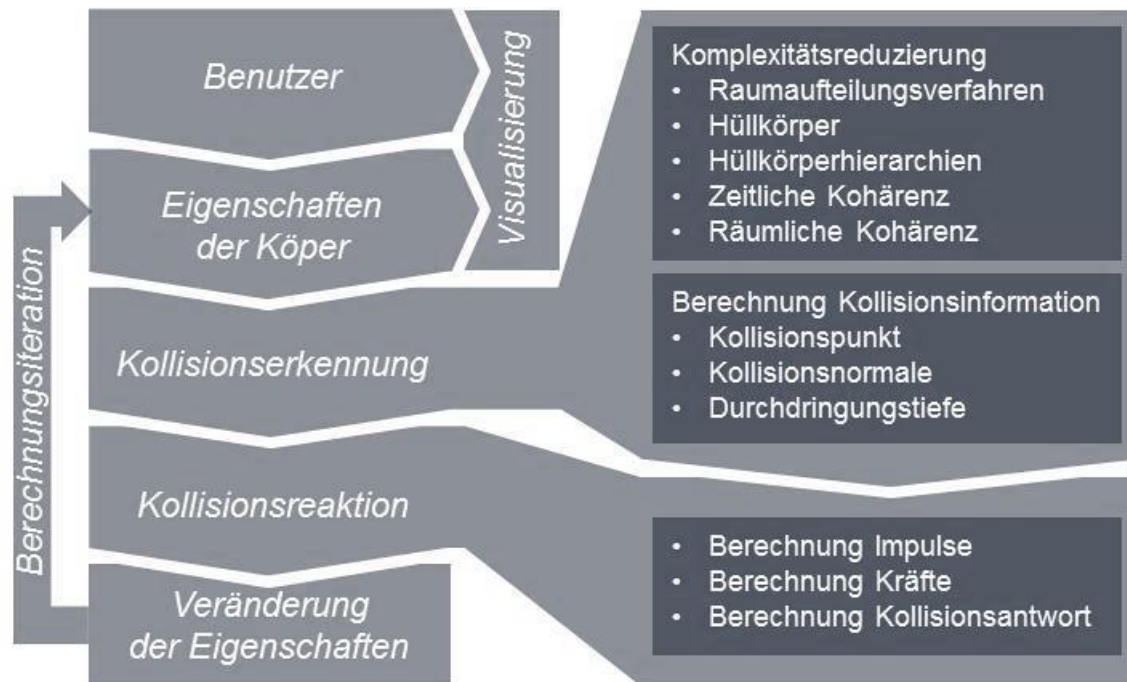 Benutzer
Eigenschaften
der Köper
Visualisierung
Kollisionserkennung
Kollisionsreaktion
Veränderung
der Eigenschaften
Berechnungsiteration
Komplexitätsreduzierung
• Raumaufteilungsverfahren
• Hüllkörper
• Hüllkörperhierarchien
• Zeitliche Kohärenz
• Räumliche Kohärenz
Berechnung Kollisionsinformation
• Kollisionspunkt
• Kollisionsnormale
• Durchdringungstiefe
• Berechnung Impulse
• Berechnung Kräfte
• Berechnung Kollisionsantwort